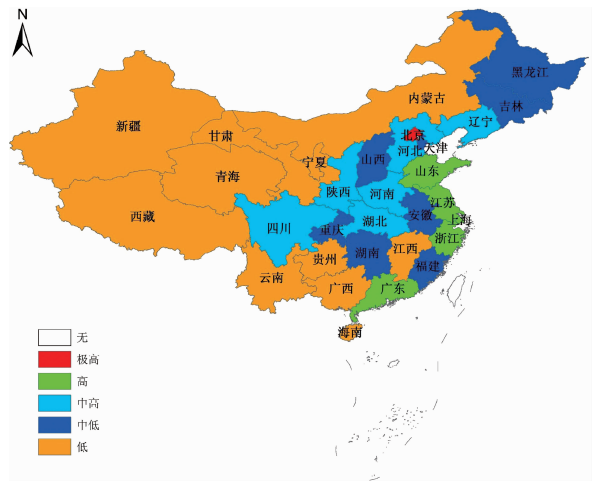 N
黑龙江
内蒙古
吉林
新疆
辽宁
甘肃
北京
天津
河北
宁夏
山西
山东
青海
陕西
河南
江苏
西藏
安徽
上海
四川
湖北
重庆
浙江
湖南
江西
贵州
福建
云南
广西
广东
海南
无
极高
高
中高
中低
低